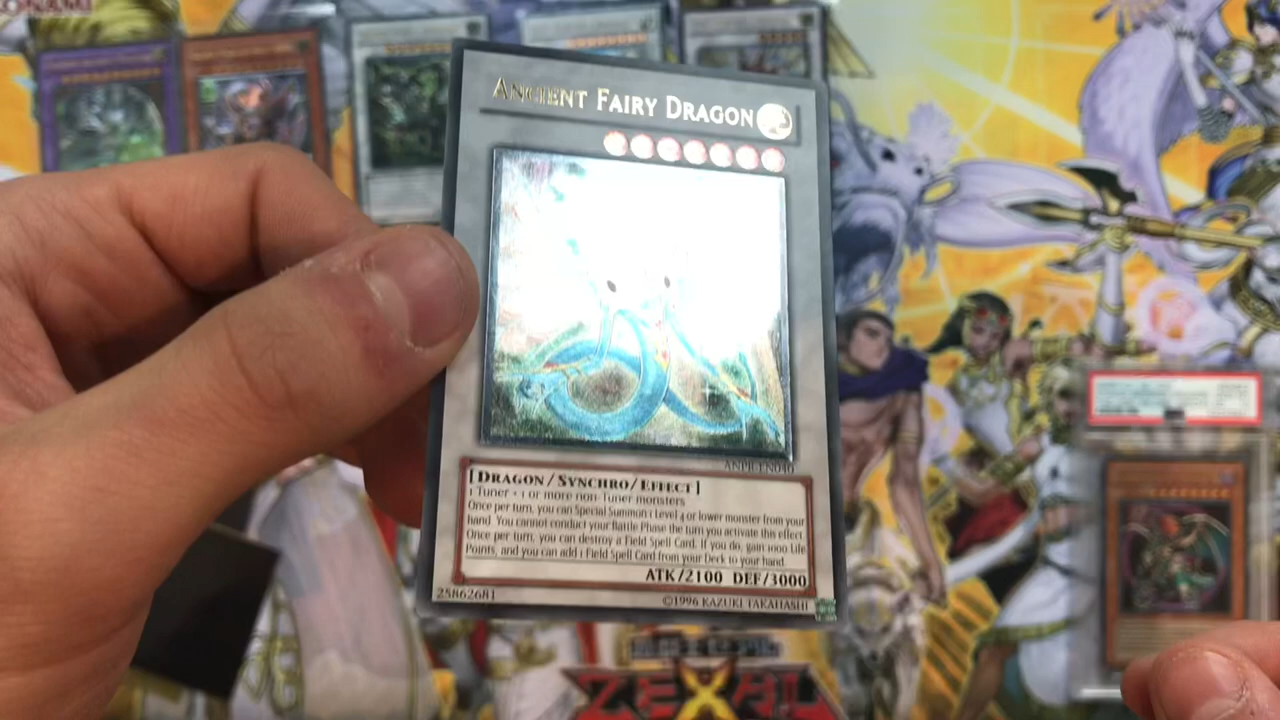 KONAMI
ANCIENT FAIRY DRAGON
ANPR-EN040
[DRAGON/SYNCHRO/EFFECT]
1 Tuner + 1 or more non-Tuner monsters
Once per turn, you can Special Summon 1 Level 4 or lower monster from your
hand. You cannot conduct your Battle Phase the turn you activate this effect.
Once per turn, you can destroy a Field Spell Card. If you do, gain 1000 Life
Points, and you can add 1 Field Spell Card from your Deck to your hand.
ATK/2100 DEF/3000
25862681
©1996 KAZUKI TAKAHASHI
ZEXAL